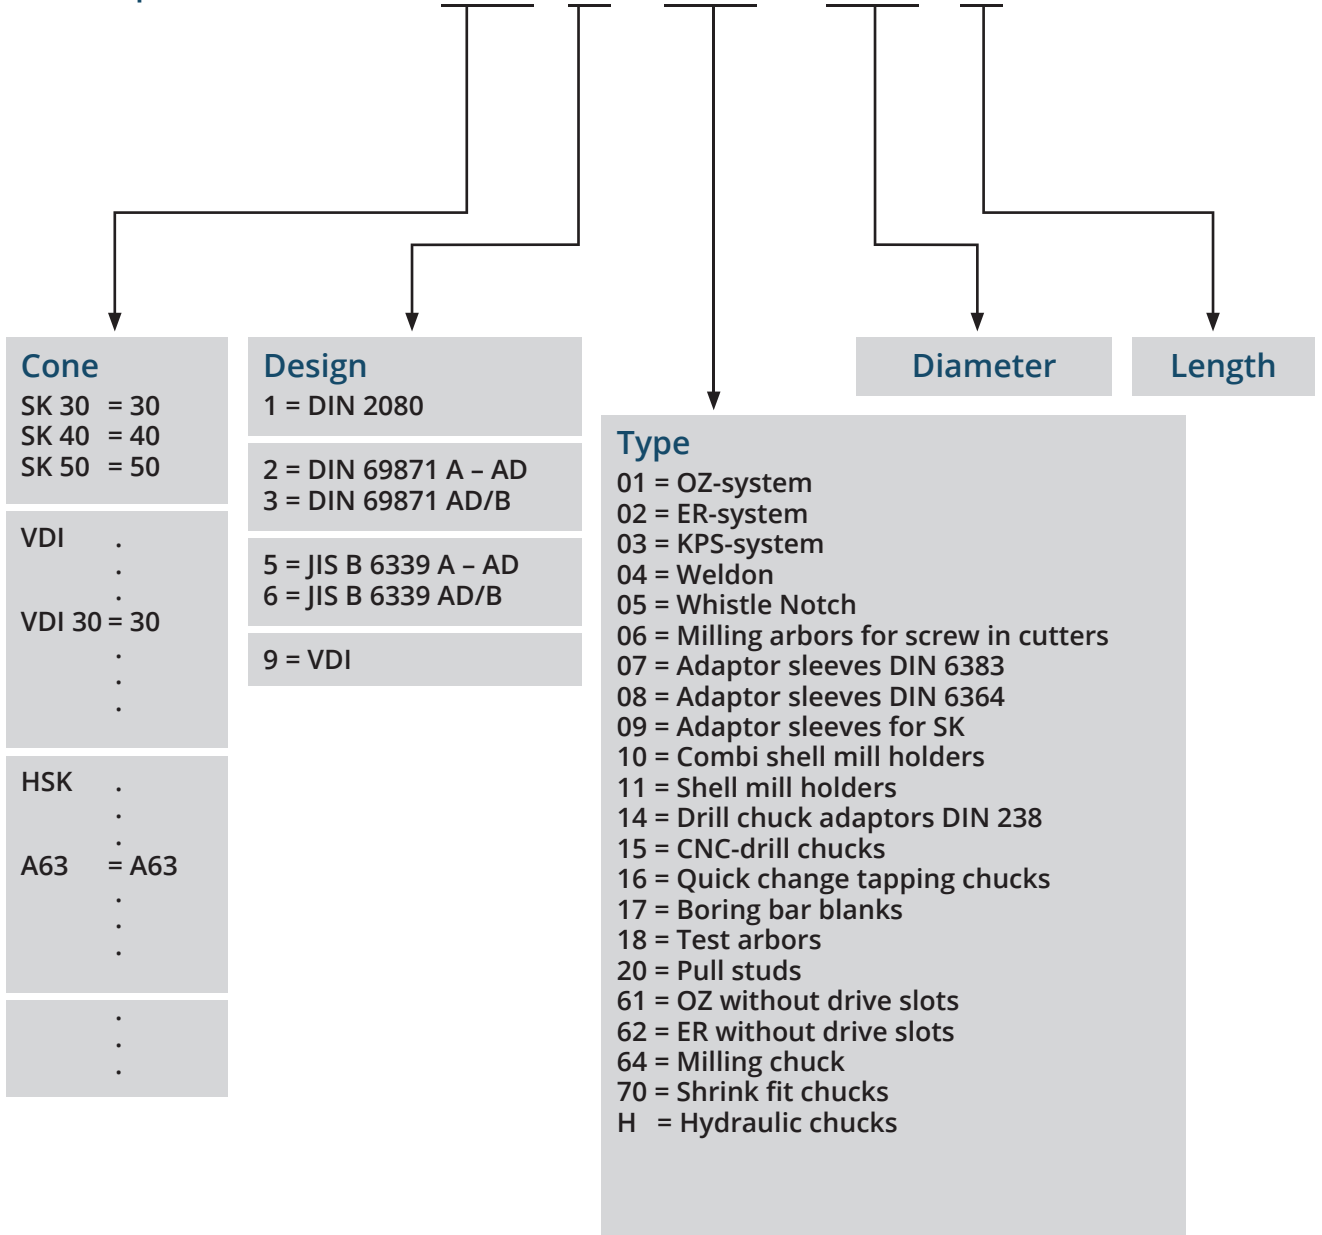 Cone
SK 30 = 30
SK 40 = 40
SK 50 = 50
VDI .
.
.
VDI 30 = 30
.
.
.
HSK .
.
.
A63 = A63
.
.
.
.
.
.
Design
1 = DIN 2080
2 = DIN 69871 A – AD
3 = DIN 69871 AD/B
5 = JIS B 6339 A – AD
6 = JIS B 6339 AD/B
9 = VDI
Type
01 = OZ-system
02 = ER-system
03 = KPS-system
04 = Weldon
05 = Whistle Notch
06 = Milling arbors for screw in cutters
07 = Adaptor sleeves DIN 6383
08 = Adaptor sleeves DIN 6364
09 = Adaptor sleeves for SK
10 = Combi shell mill holders
11 = Shell mill holders
14 = Drill chuck adaptors DIN 238
15 = CNC-drill chucks
16 = Quick change tapping chucks
17 = Boring bar blanks
18 = Test arbors
20 = Pull studs
61 = OZ without drive slots
62 = ER without drive slots
64 = Milling chuck
70 = Shrink fit chucks
H = Hydraulic chucks
Diameter
Length